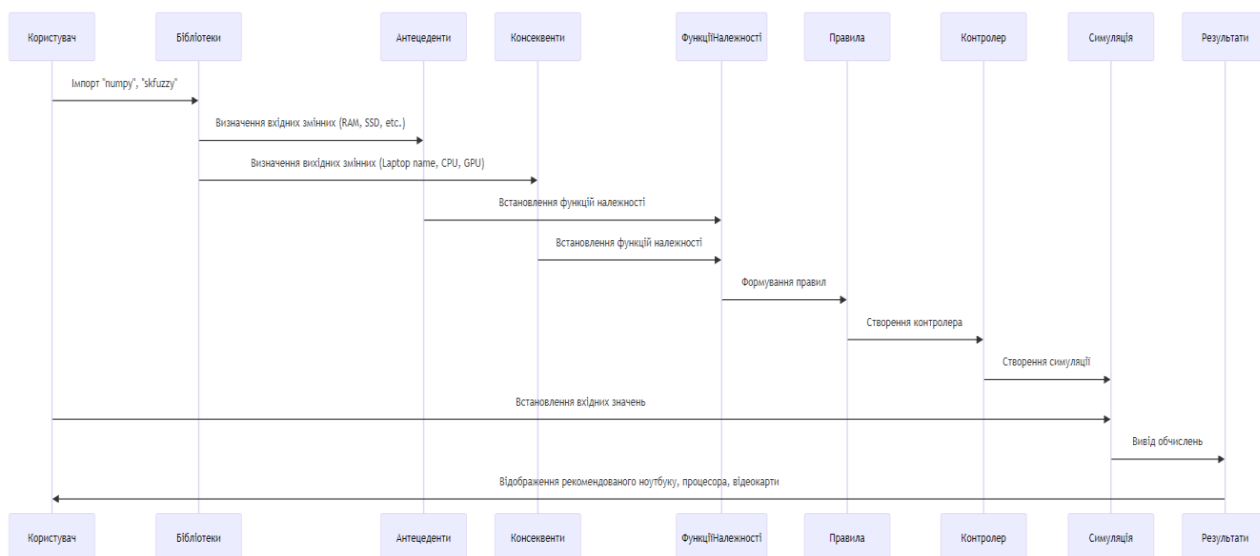 Користувач
Бібліотеки
Антецеденти
Консеквенти
ФункціїНалежності
Правила
Контролер
Симуляція
Результати
Імпорт "numpy", "skfuzzy"
Визначення вхідних змінних (RAM, SSD, etc.)
Визначення вихідних змінних (Laptop name, CPU, GPU)
Встановлення функцій належності
Встановлення функцій належності
Формування правил
Створення контролера
Створення симуляції
Встановлення вхідних значень
Вивід обчислень
Відображення рекомендованого ноутбуку, процесора, відеокарти
Користувач
Бібліотеки
Антецеденти
Консеквенти
ФункціїНалежності
Правила
Контролер
Симуляція
Результати